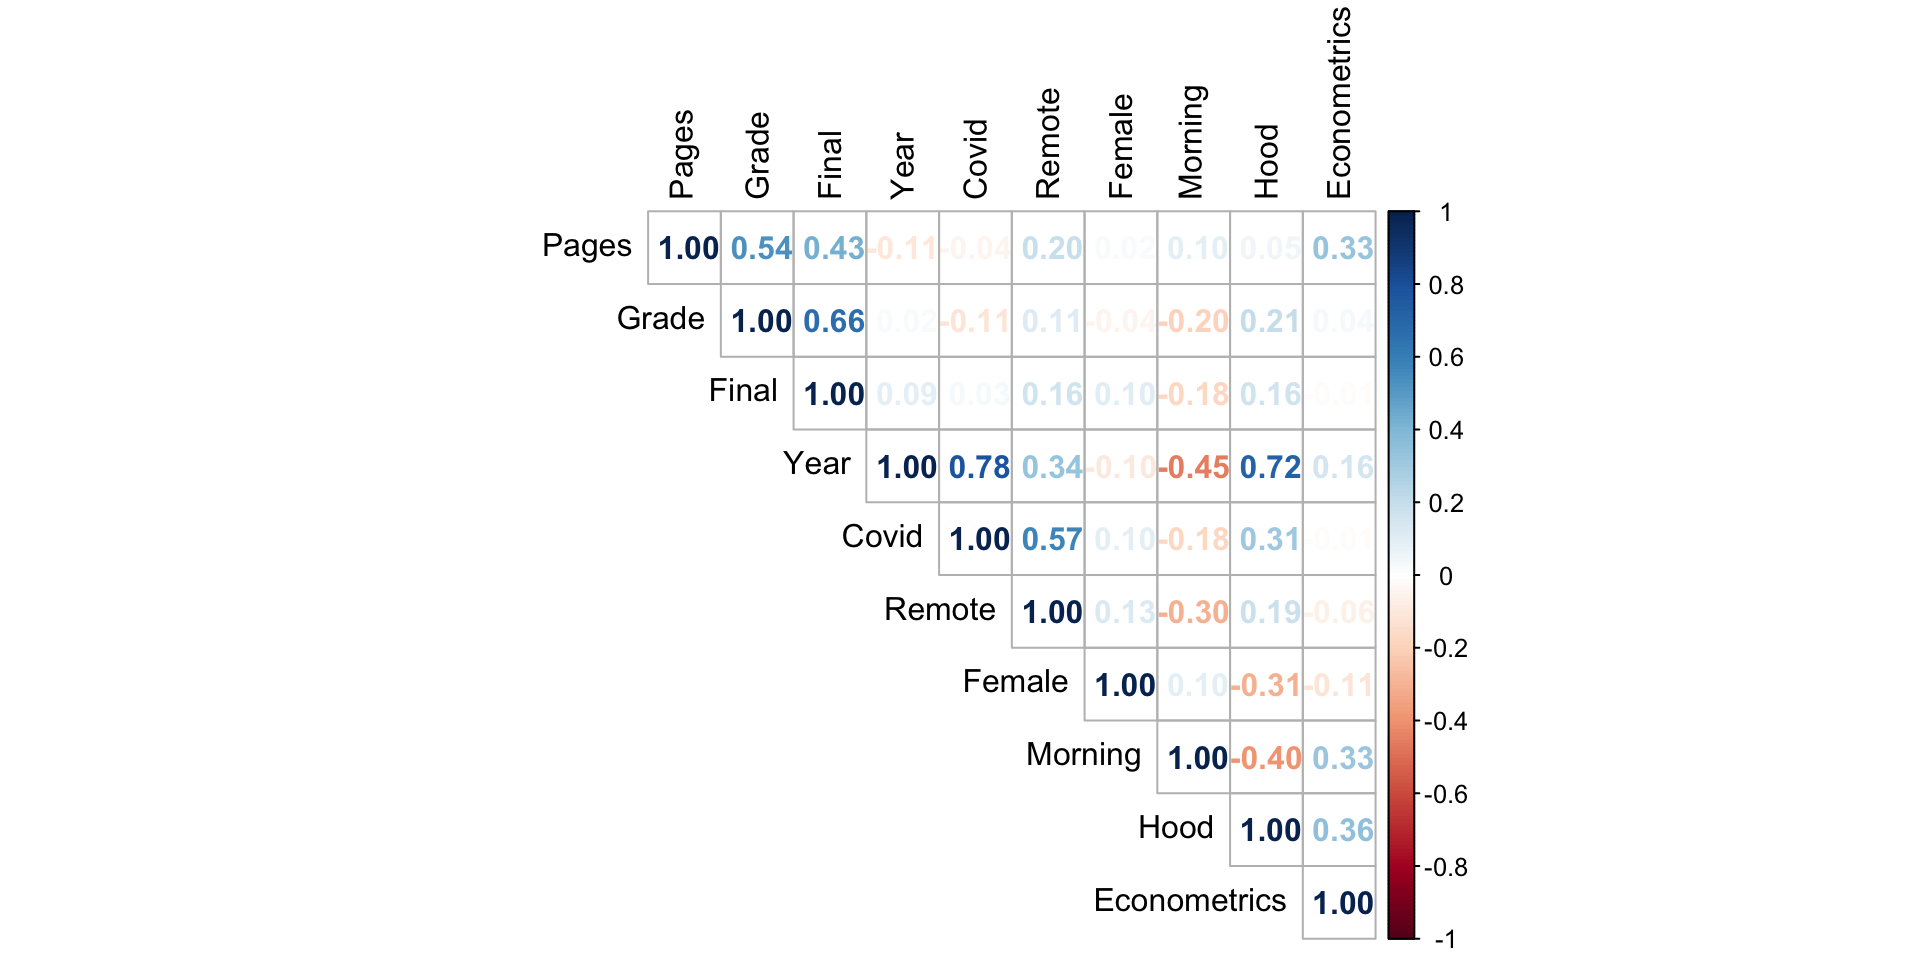 Pages Grade Final Year Covid Remote Female Morning Hood Econometrics
Pages 1.00 0.54 0.43 -0.11 -0.04 0.20 0.02 0.10 0.05 0.33
Grade 1.00 0.66 0.02 -0.11 0.11 -0.04 -0.20 0.21 0.04
Final 1.00 0.09 0.03 0.16 0.10 -0.18 0.16 -0.01
Year 1.00 0.78 0.34 -0.10 -0.45 0.72 0.16
Covid 1.00 0.57 0.10 -0.18 0.31 -0.01
Remote 1.00 0.13 -0.30 0.19 -0.06
Female 1.00 0.10 -0.31 -0.11
Morning 1.00 -0.40 0.33
Hood 1.00 0.36
Econometrics 1.00
1
0.8
0.6
0.4
0.2
0
-0.2
-0.4
-0.6
-0.8
-1